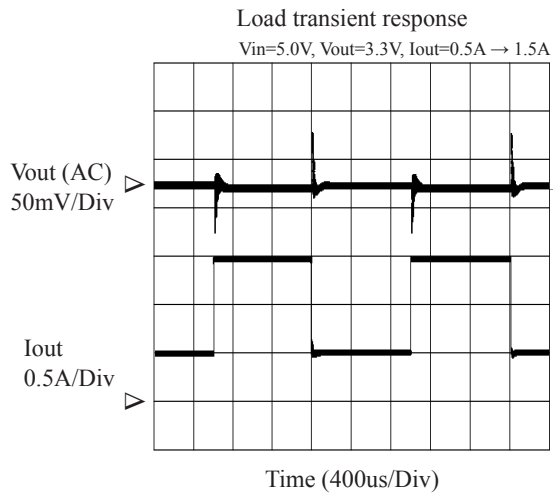 Load transient response
Vin=5.0V, Vout=3.3V, Iout=0.5A → 1.5A
Vout (AC)
50mV/Div
Iout
0.5A/Div
Time (400us/Div)